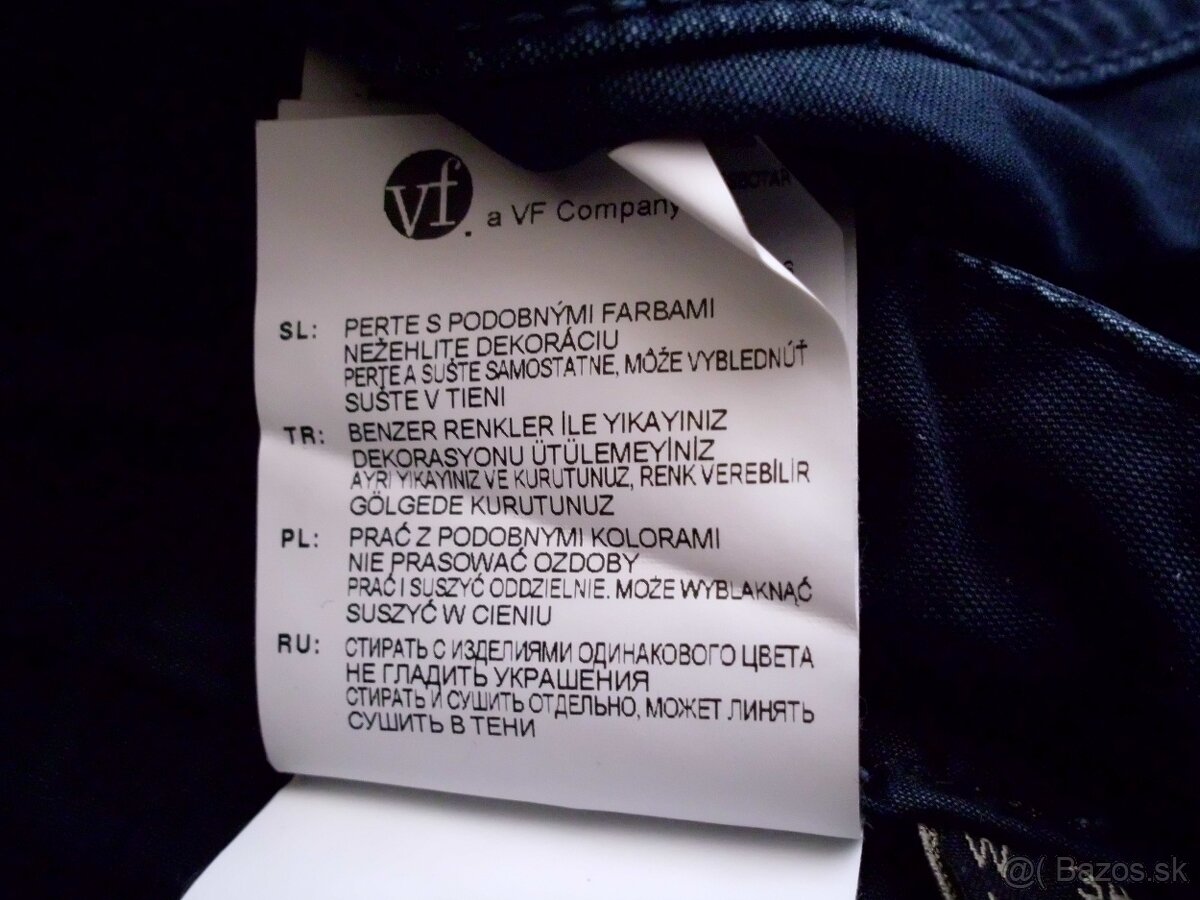 vf. a VF Company
SL: PERTE S PODOBNÝMI FARBAMI
NEŽEHLITE DEKORÁCIU
PERTE A SUŠTE SAMOSTATNE, MÔŽE VYBLEDNÚŤ
SUŠTE V TIENI
TR: BENZER RENKLER İLE YIKAYINIZ
DEKORASYONU ÜTÜLEMEYİNİZ
AYRI YIKAYINIZ VE KURUTUNUZ, RENK VEREBİLİR
GÖLGEDE KURUTUNUZ
PL: PRAĆ Z PODOBNYMI KOLORAMI
NIE PRASOWAĆ OZDOBY
PRAĆ I SUSZYĆ ODDZIELNIE. MOŻE WYBLAKNĄĆ
SUSZYĆ W CIENIU
RU: СТИРАТЬ С ИЗДЕЛИЯМИ ОДИНАКОВОГО ЦВЕТА
НЕ ГЛАДИТЬ УКРАШЕНИЯ
СТИРАТЬ И СУШИТЬ ОТДЕЛЬНО, МОЖЕТ ЛИНЯТЬ
СУШИТЬ В ТЕНИ
@( Bazos.sk